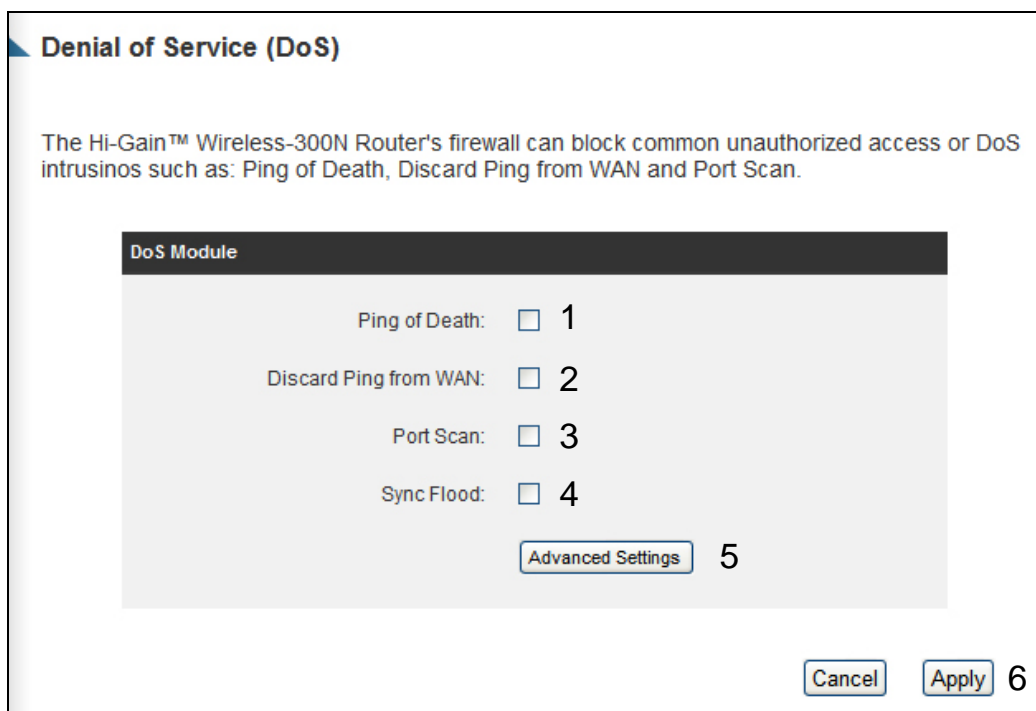 Denial of Service (DoS)
The Hi-Gain™ Wireless-300N Router's firewall can block common unauthorized access or DoS
intrusinos such as: Ping of Death, Discard Ping from WAN and Port Scan.
DoS Module
Ping of Death: 1
Discard Ping from WAN: 2
Port Scan: 3
Sync Flood: 4
Advanced Settings 5
Cancel Apply 6